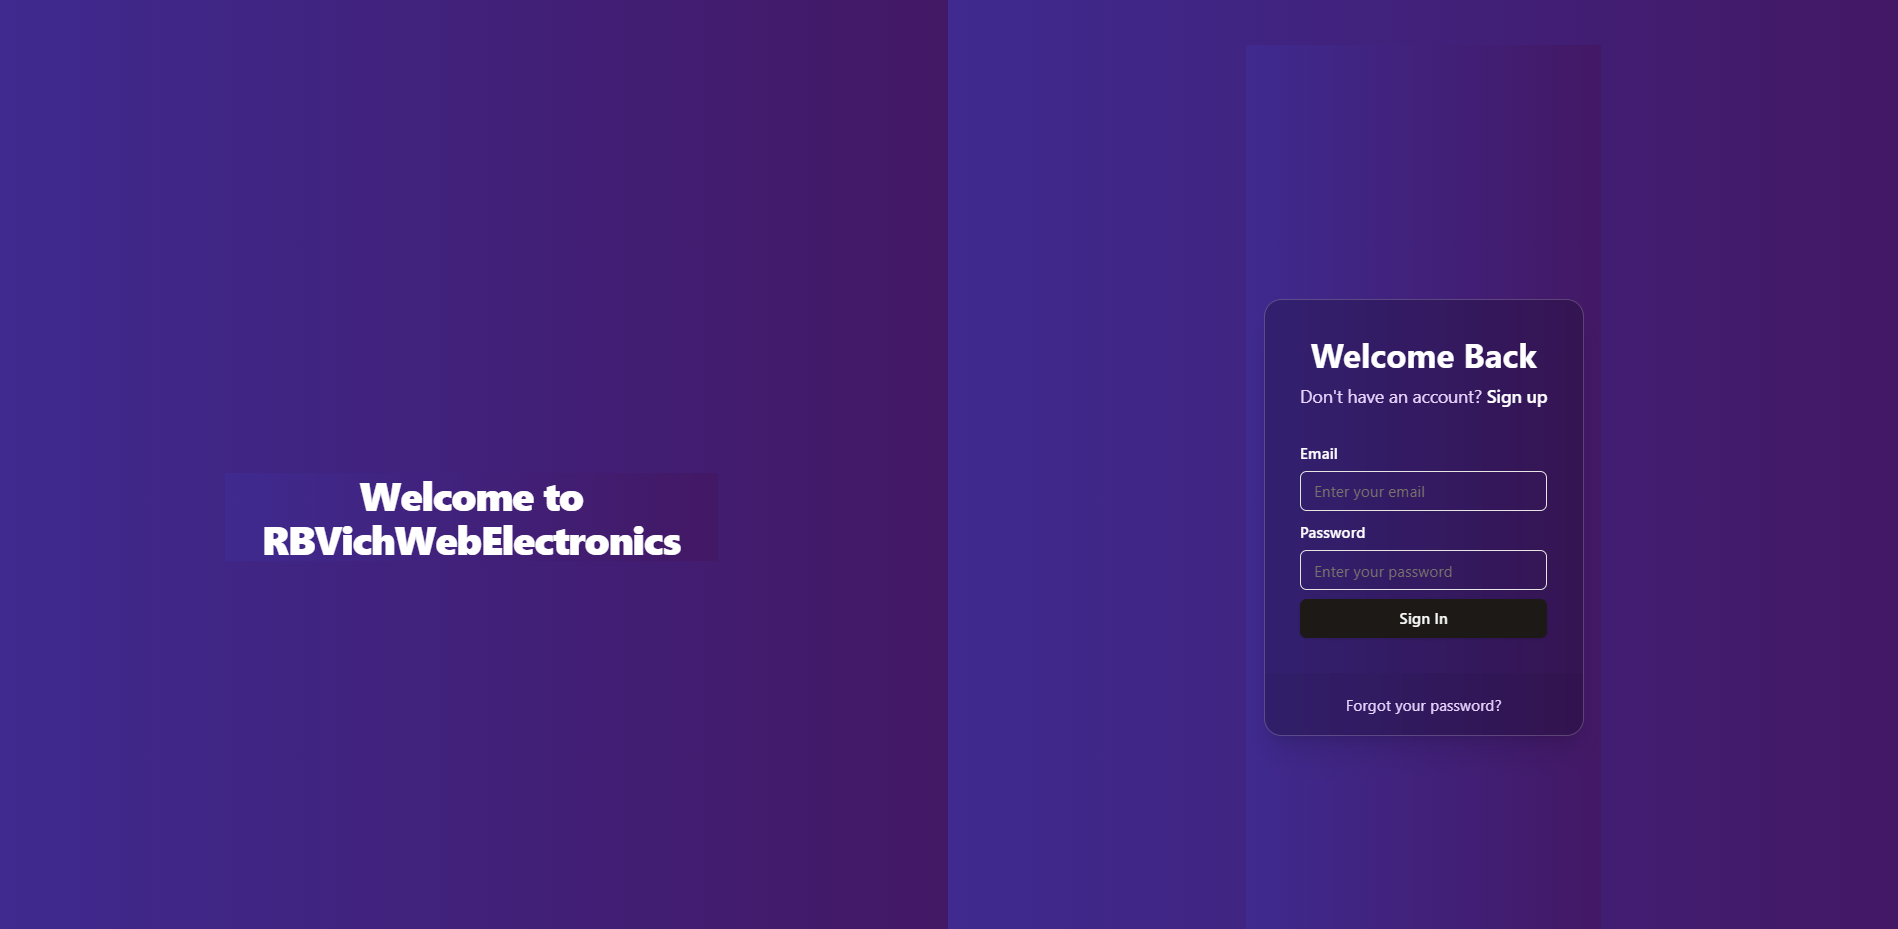 Welcome to
RBVichWebElectronics
Welcome Back
Don't have an account? Sign up
Email
Enter your email
Password
Enter your password
Sign In
Forgot your password?